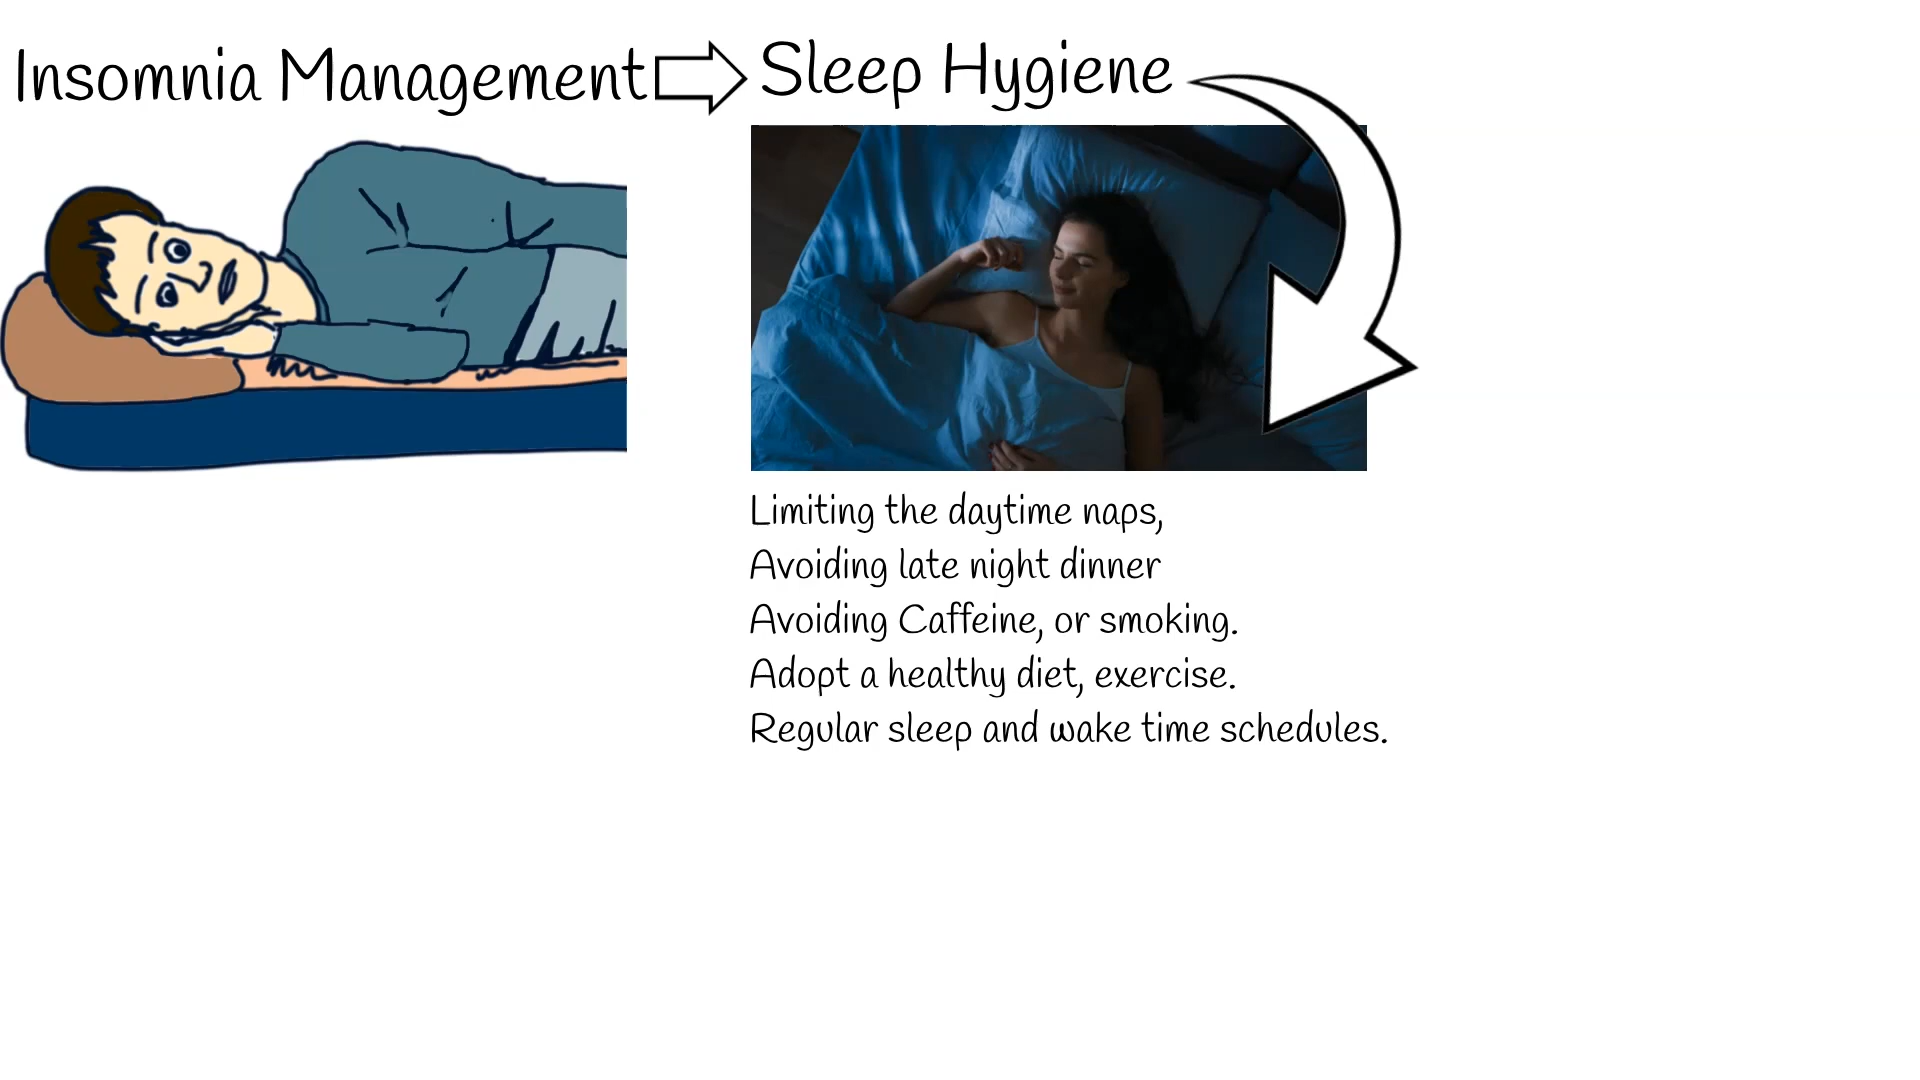 Insomnia Management
Sleep Hygiene
Limiting the daytime naps,
Avoiding late night dinner
Avoiding Caffeine, or smoking.
Adopt a healthy diet, exercise.
Regular sleep and wake time schedules.